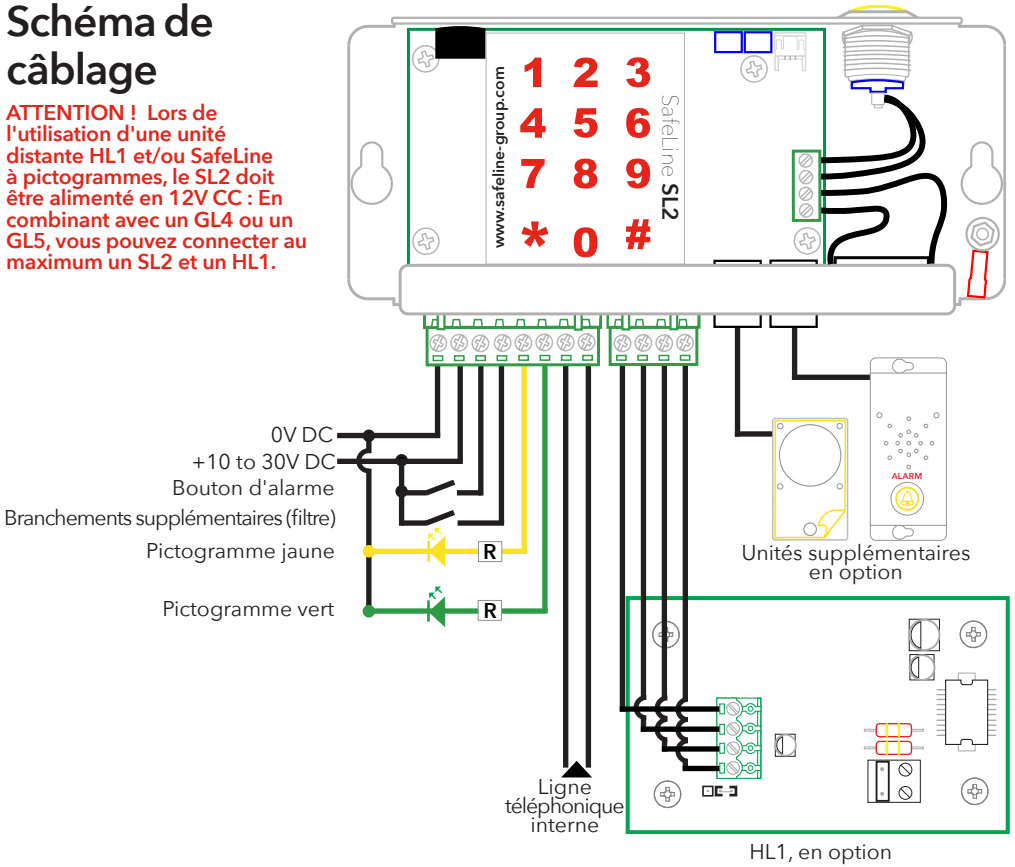 Schéma de
câblage
ATTENTION ! Lors de
l'utilisation d'une unité
distante HL1 et/ou SafeLine
à pictogrammes, le SL2 doit
être alimenté en 12V CC : En
combinant avec un GL4 ou un
GL5, vous pouvez connecter au
maximum un SL2 et un HL1.
www.safeline-group.com
1 2 3
4 5 6
7 8 9
* 0 #
SafeLine SL2
0V DC
+10 to 30V DC
Bouton d'alarme
Branchements supplémentaires (filtre)
Pictogramme jaune
R
Pictogramme vert
R
ALARM
Unités supplémentaires
en option
Ligne
téléphonique
interne
HL1, en option